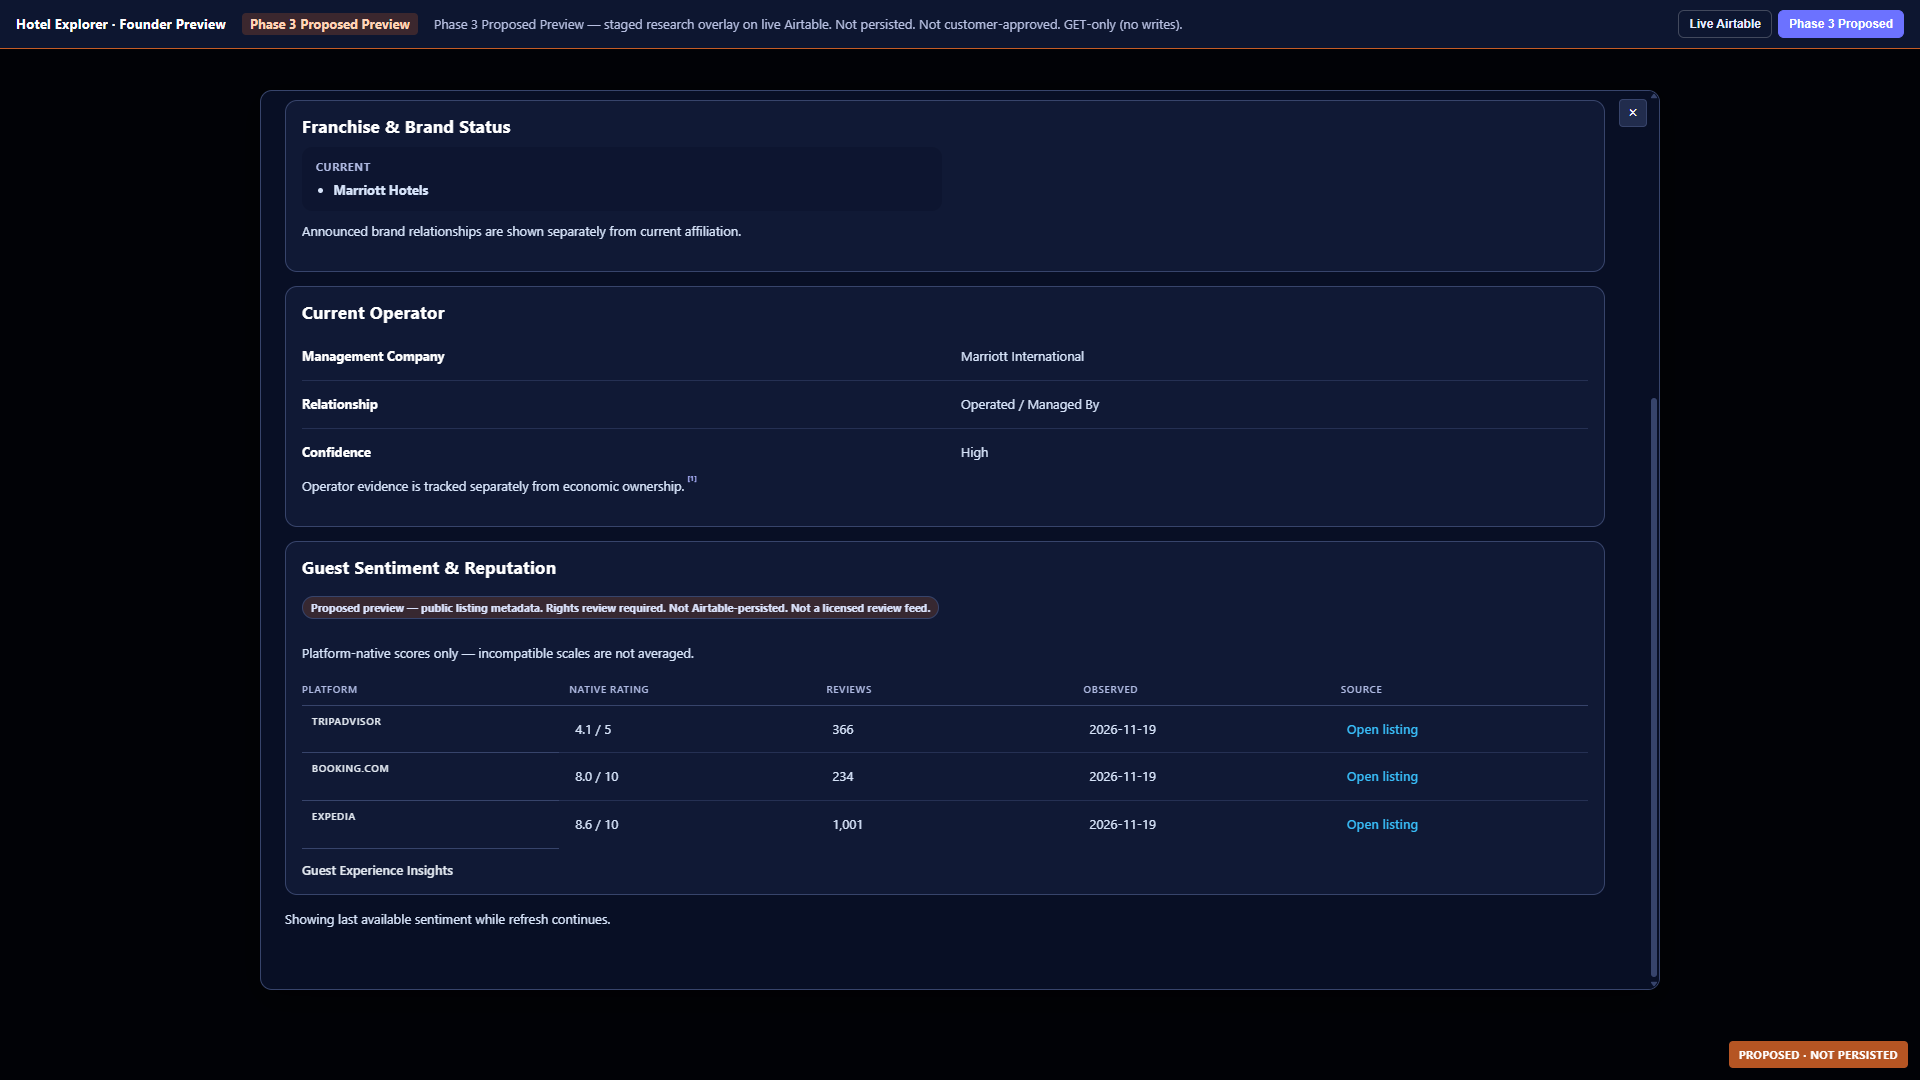 Hotel Explorer · Founder Preview
Phase 3 Proposed Preview
Phase 3 Proposed Preview — staged research overlay on live Airtable. Not persisted. Not customer-approved. GET-only (no writes).
Live Airtable
Phase 3 Proposed
×
Franchise & Brand Status
CURRENT
• Marriott Hotels
Announced brand relationships are shown separately from current affiliation.
Current Operator
Management Company Marriott International
Relationship Operated / Managed By
Confidence High
Operator evidence is tracked separately from economic ownership. [1]
Guest Sentiment & Reputation
Proposed preview — public listing metadata. Rights review required. Not Airtable-persisted. Not a licensed review feed.
Platform-native scores only — incompatible scales are not averaged.
PLATFORM NATIVE RATING REVIEWS OBSERVED SOURCE
TRIPADVISOR 4.1 / 5 366 2026-11-19 Open listing
BOOKING.COM 8.0 / 10 234 2026-11-19 Open listing
EXPEDIA 8.6 / 10 1,001 2026-11-19 Open listing
Guest Experience Insights
Showing last available sentiment while refresh continues.
PROPOSED · NOT PERSISTED